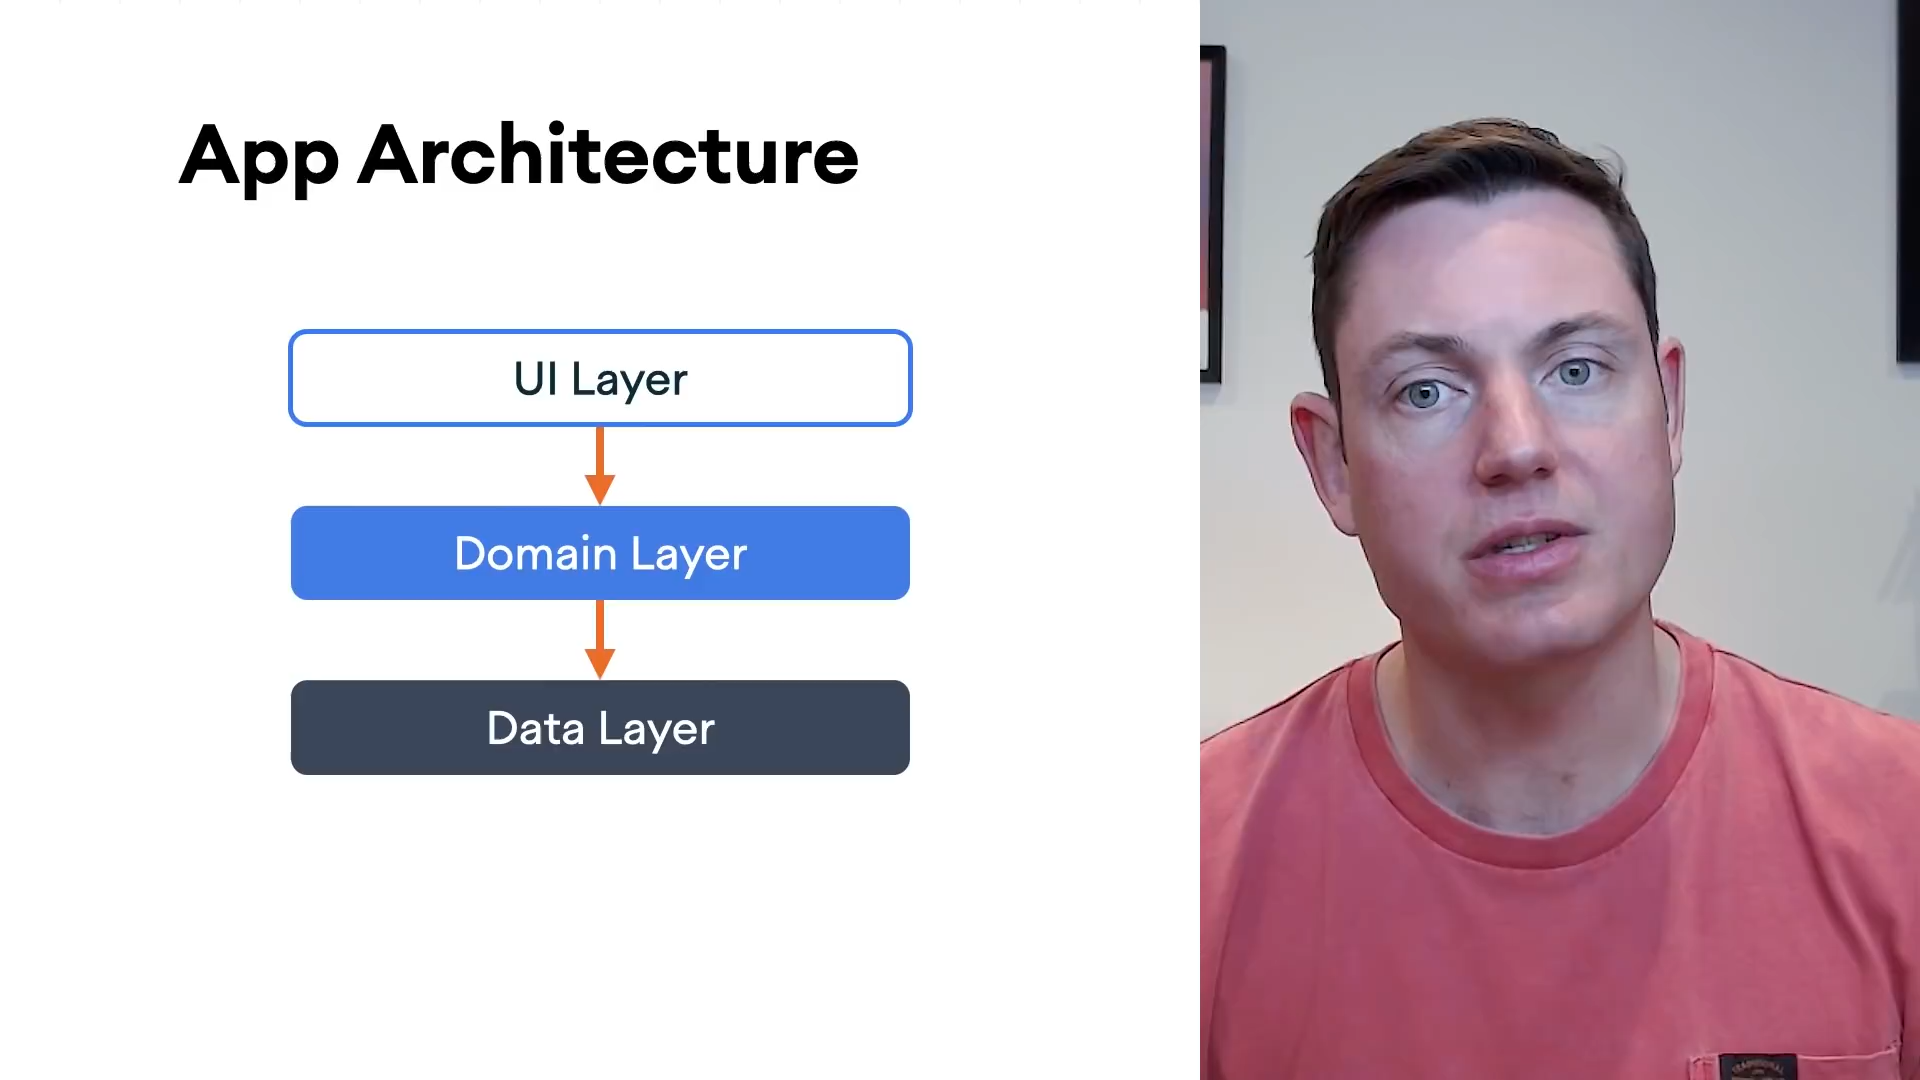 App Architecture
UI Layer
Domain Layer
Data Layer